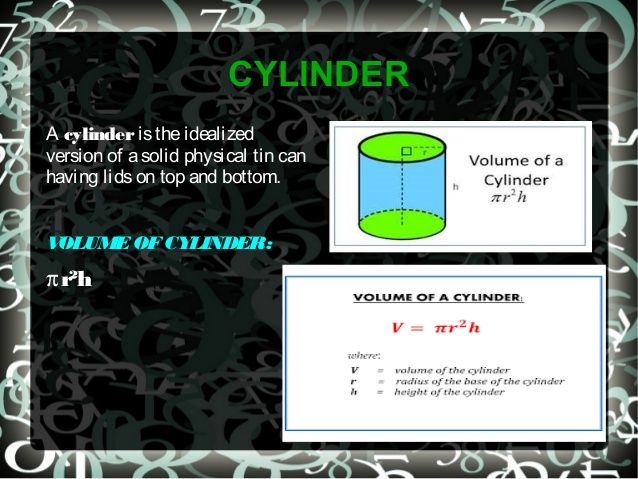 CYLINDER
A cylinder is the idealized
version of a solid physical tin can
having lids on top and bottom.
VOLUME OF CYLINDER:
πr²h
r
h
Volume of a
Cylinder
πr²h
VOLUME OF A CYLINDER:
V = πr²h
where:
V = volume of the cylinder
r = radius of the base of the cylinder
h = height of the cylinder